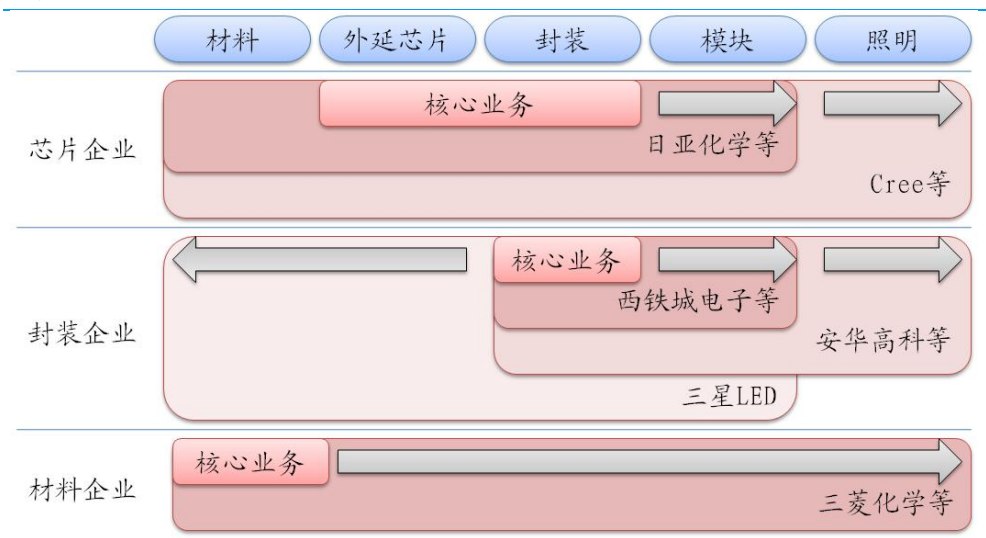 材料 外延芯片 封装 模块 照明
核心业务
芯片企业
日亚化学等
Cree等
核心业务
西铁城电子等
封装企业
安华高科等
三星LED
核心业务
材料企业
三菱化学等